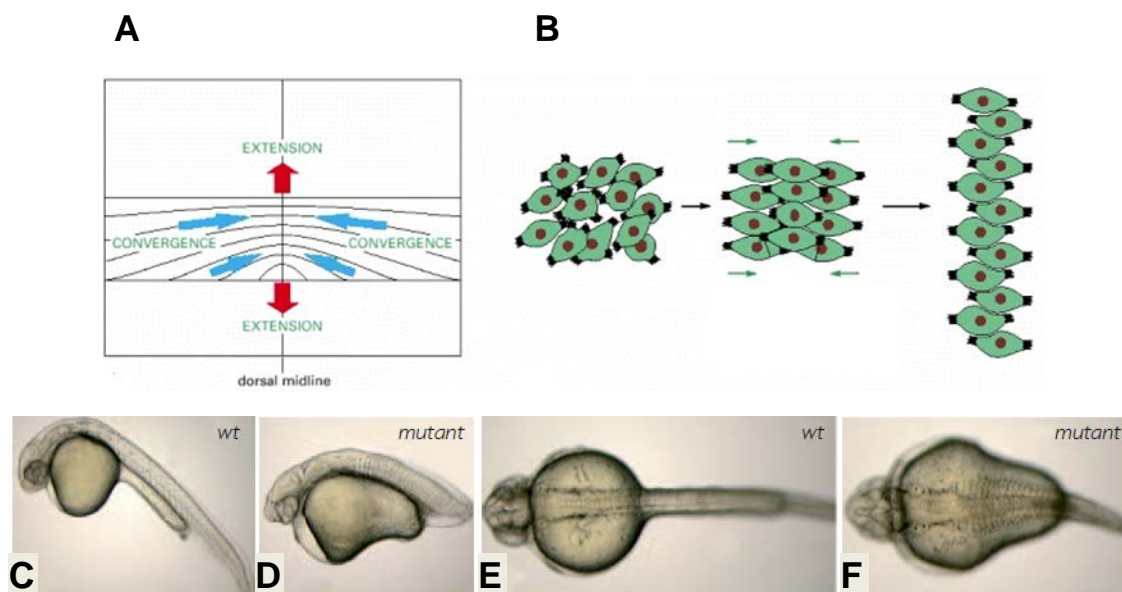 A
B
EXTENSION
CONVERGENCE CONVERGENCE
EXTENSION
dorsal midline
wt
mutant
wt
mutant
C
D
E
F